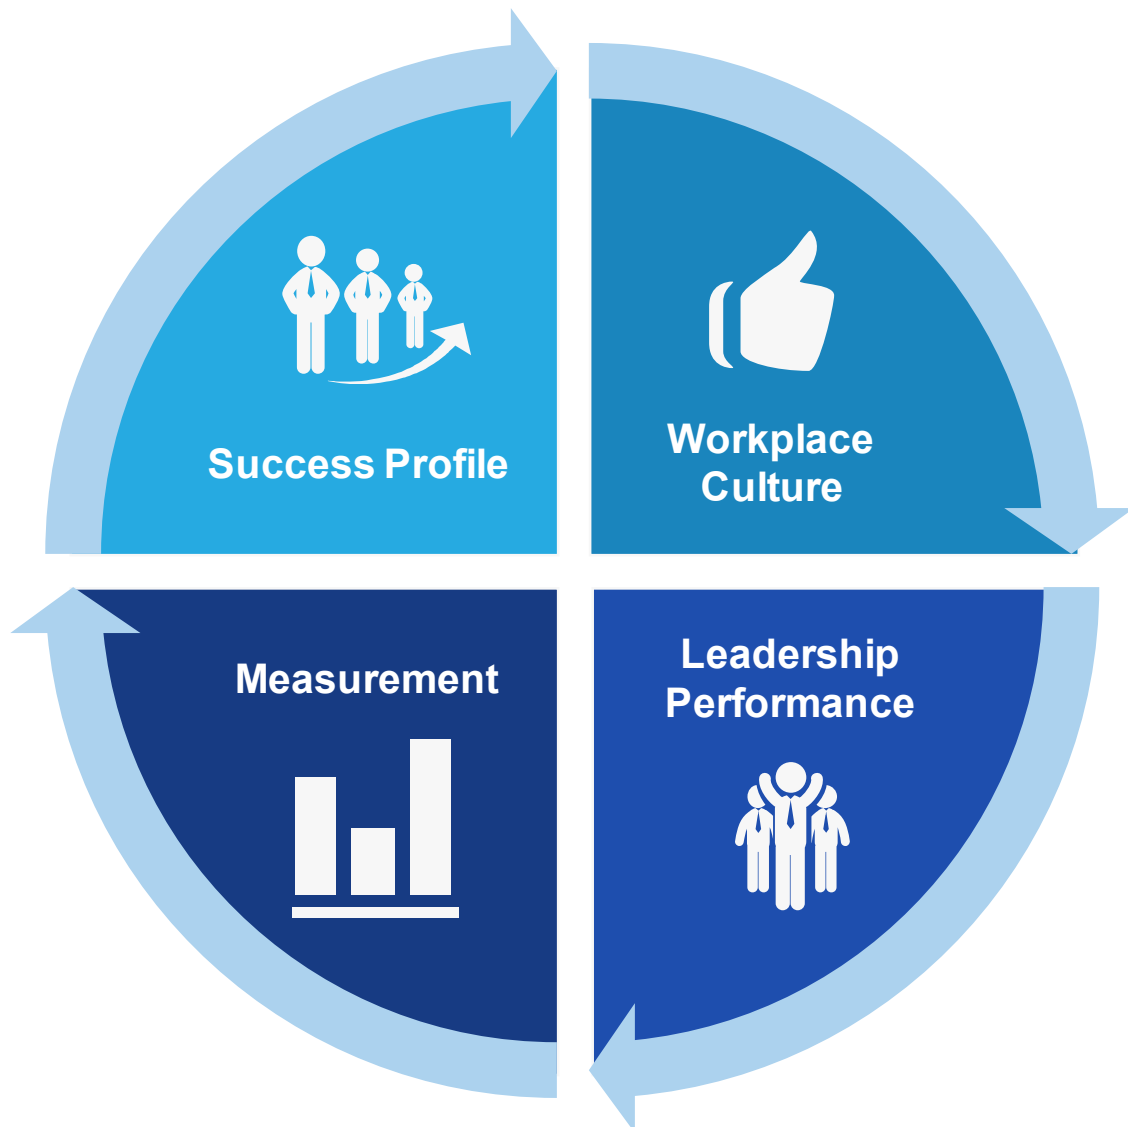 Success Profile
Workplace
Culture
Measurement
Leadership
Performance